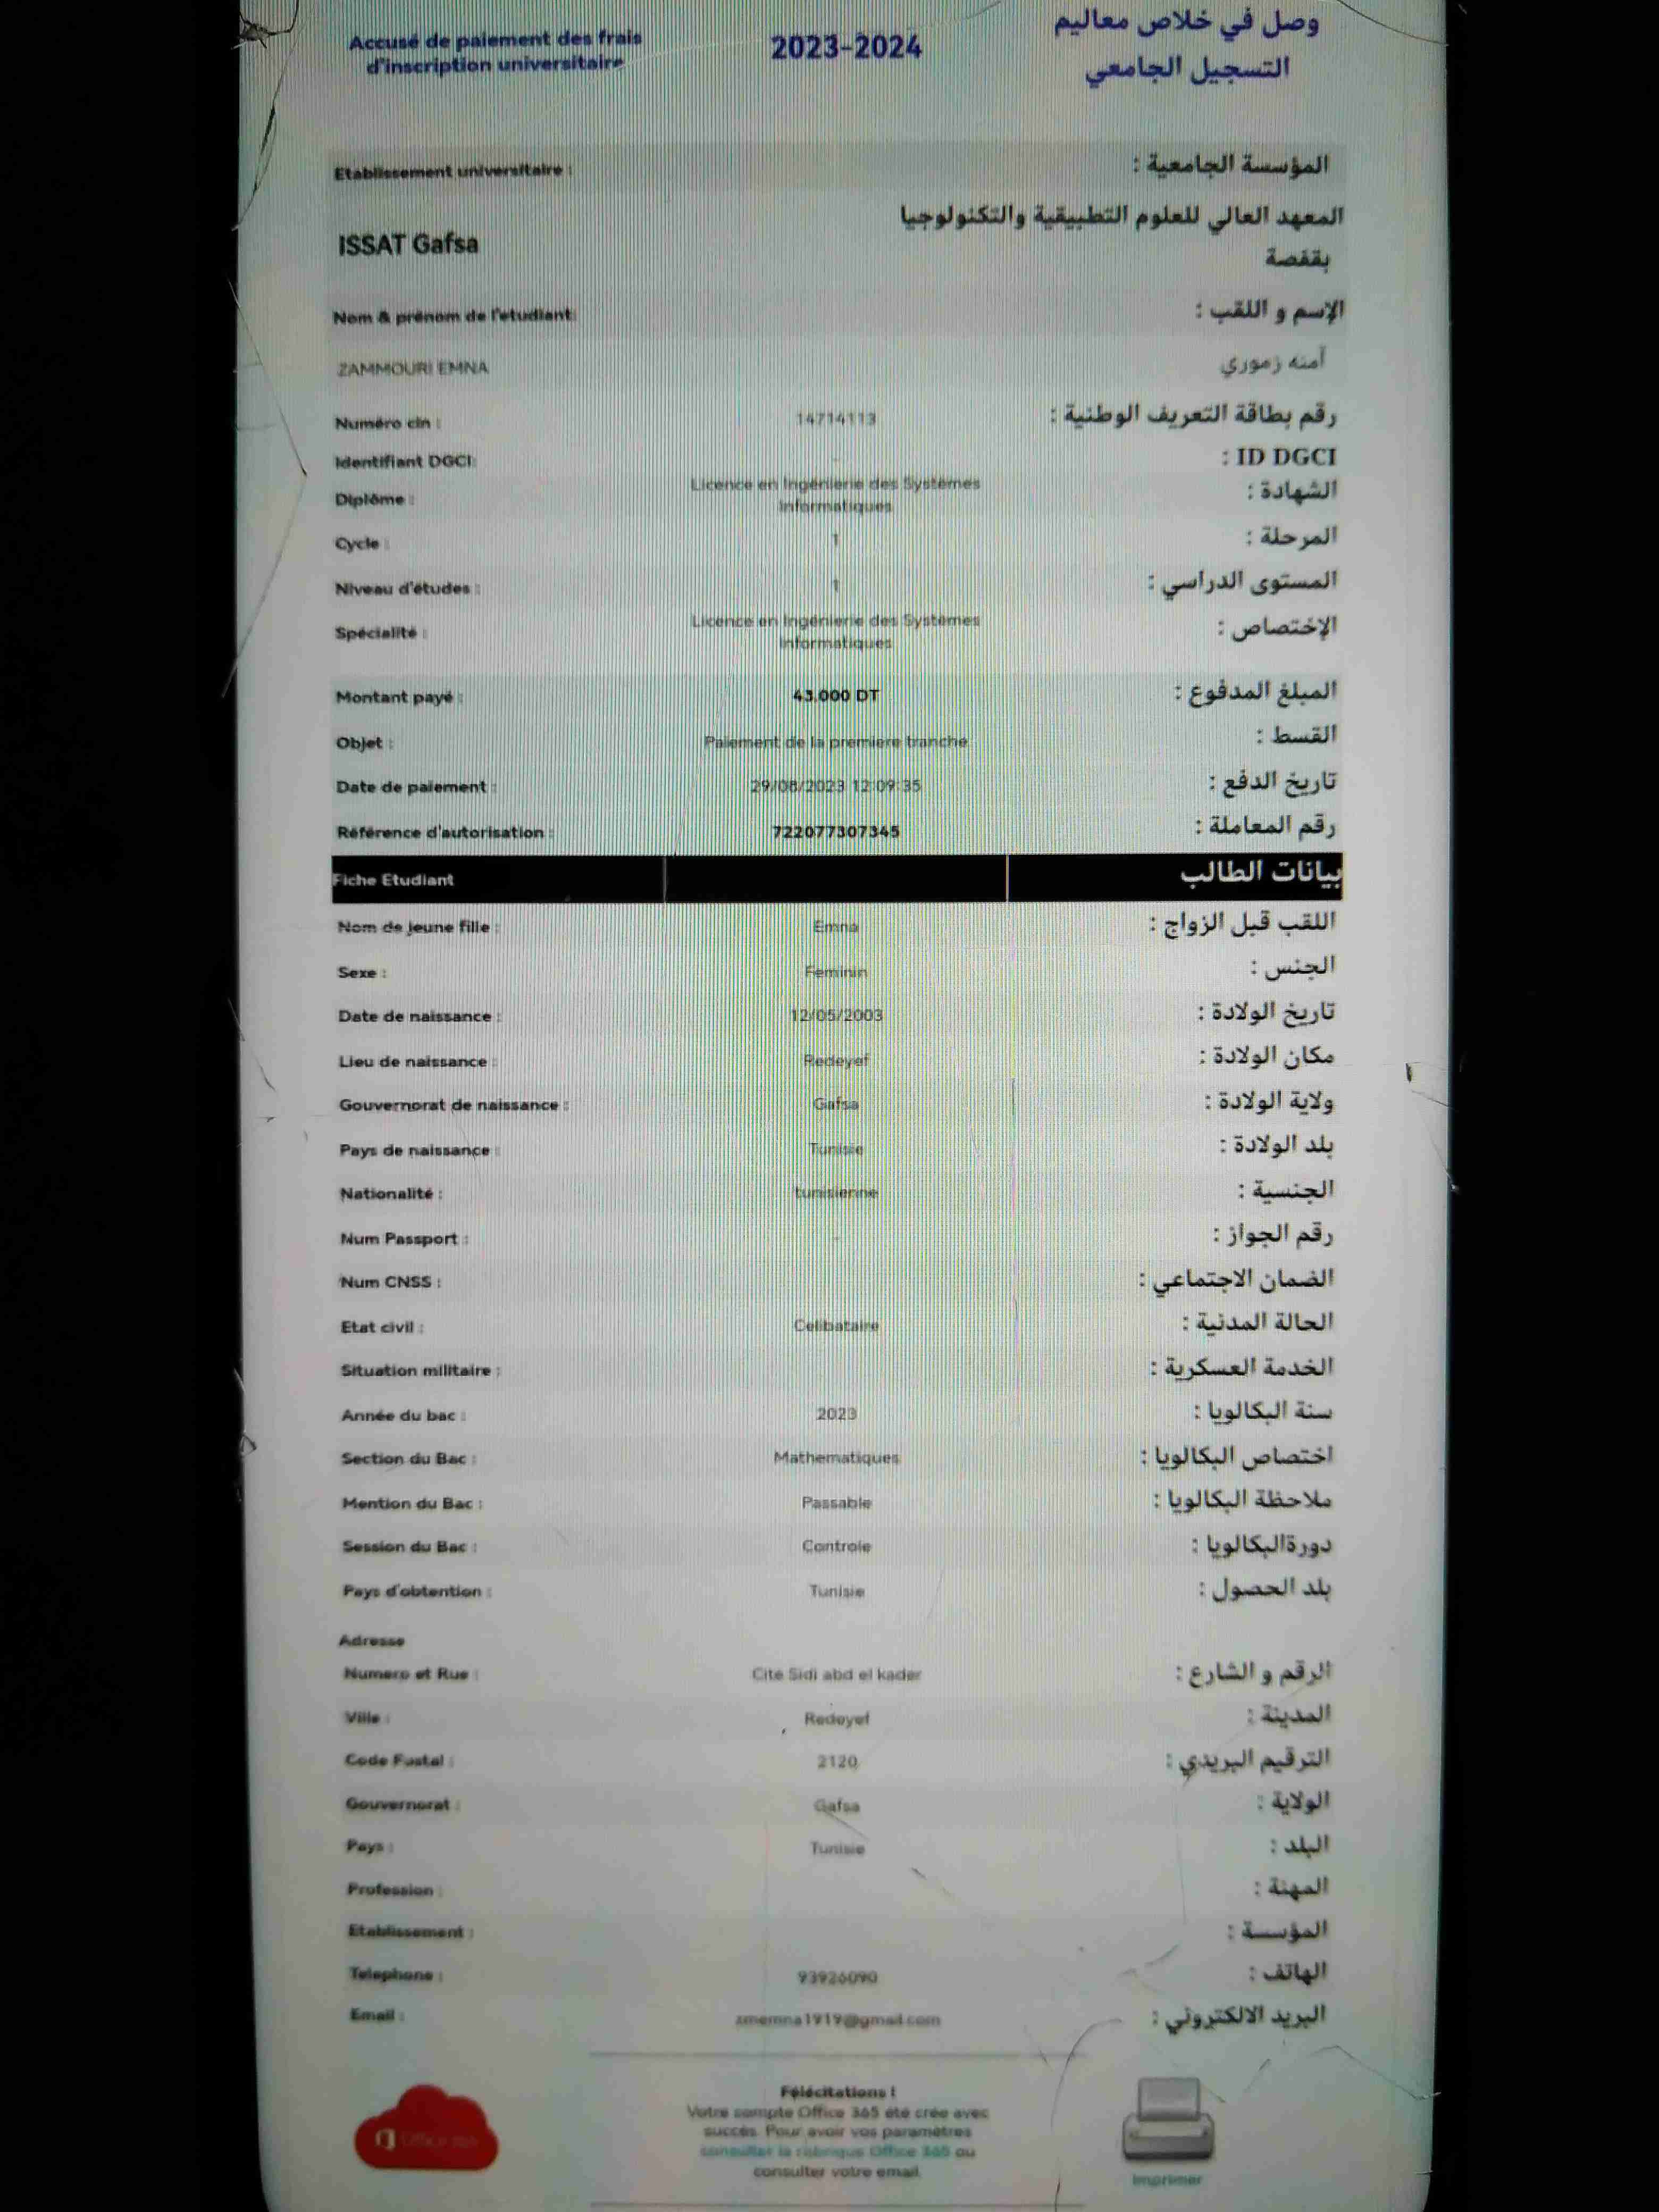 Accusé de paiement des frais
d'inscription universitaire
2023-2024
وصل في خلاص معاليم
التسجيل الجامعي
Etablissement universitaire :
المؤسسة الجامعية :
ISSAT Gafsa
المعهد العالي للعلوم التطبيقية والتكنولوجيا
بقفصة
Nom & prénom de l'etudiant:
الإسم و اللقب :
ZAMMOURI EMNA
آمنه زموري
Numéro cin : 14714113 رقم بطاقة التعريف الوطنية :
Identifiant DGCI: - ID DGCI :
Diplôme : Licence en Ingénierie des Systèmes
Informatiques
الشهادة :
Cycle : 1 المرحلة :
Niveau d'études : 1 المستوى الدراسي :
Spécialité : Licence en Ingénierie des Systèmes
Informatiques
الإختصاص :
Montant payé : 43.000 DT المبلغ المدفوع :
Objet : Paiement de la premiere tranche القسط :
Date de paiement : 29/08/2023 12:09:35 تاريخ الدفع :
Référence d'autorisation : 722077307345 رقم المعاملة :
Fiche Etudiant بيانات الطالب
Nom de jeune fille : Emna اللقب قبل الزواج :
Sexe : Feminin الجنس :
Date de naissance : 12/05/2003 تاريخ الولادة :
Lieu de naissance : Redeyef مكان الولادة :
Gouvernorat de naissance : Gafsa ولاية الولادة :
Pays de naissance : Tunisie بلد الولادة :
Nationalité : tunisienne الجنسية :
Num Passport : - رقم الجواز :
Num CNSS : الضمان الاجتماعي :
Etat civil : Celibataire الحالة المدنية :
Situation militaire : الخدمة العسكرية :
Année du bac : 2023 سنة البكالويا :
Section du Bac : Mathematiques اختصاص البكالويا :
Mention du Bac : Passable ملاحظة البكالويا :
Session du Bac : Controle دورةالبكالويا :
Pays d'obtention : Tunisie بلد الحصول :
Adresse
Numero et Rue : Cite Sidi abd el kader الرقم و الشارع :
Ville : Redeyef المدينة :
Code Postal : 2120 الترقيم البريدي :
Gouvernorat : Gafsa الولاية :
Pays : Tunisie البلد :
Profession : المهنة :
Etablissement : المؤسسة :
Telephone : 93926090 الهاتف :
Email : zmemna1919@gmail.com البريد الالكتروني :
Félécitations !
Votre compte Office 365 été crée avec
succès. Pour avoir vos paramètres
consulter la rubrique Office 365 ou
consulter votre email.
Office 365
Imprimer